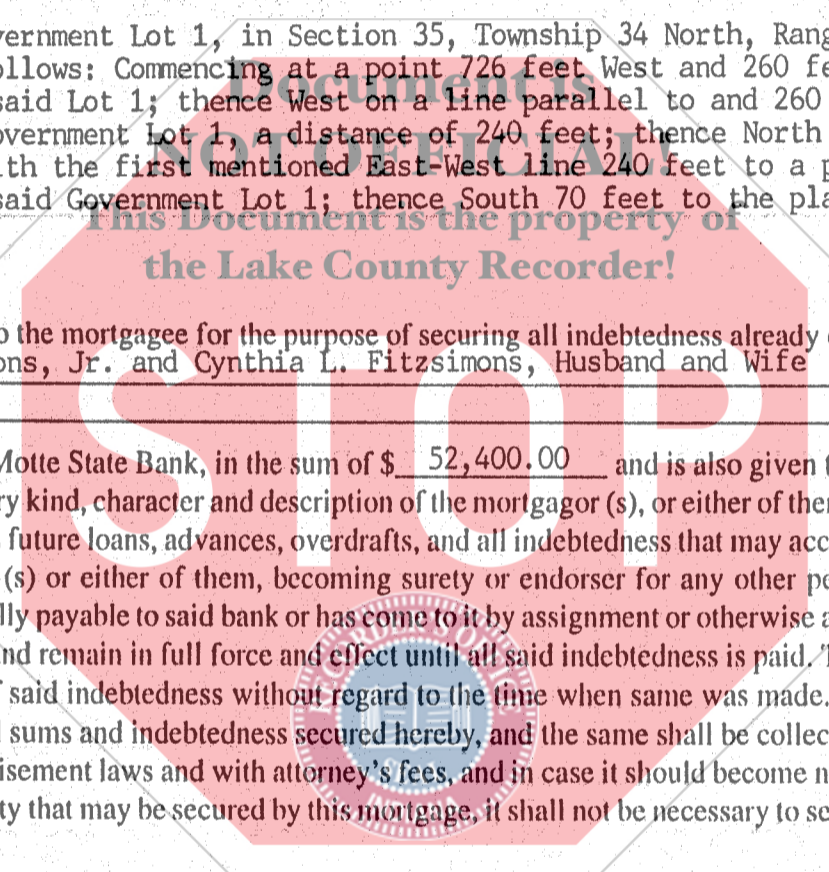 vernment Lot 1, in Section 35, Township 34 North, Rang
ollows: Commencing at a point 726 feet West and 260 fe
said Lot 1; thence West on a line parallel to and 260
overnment Lot 1, a distance of 240 feet; thence North
ith the first mentioned East-West line 240 feet to a p
said Government Lot 1; thence South 70 feet to the pla
Document is
NOT OFFICIAL!
This Document is the property of
the Lake County Recorder!
o the mortgagee for the purpose of securing all indebtedness already
ons, Jr. and Cynthia L. Fitzsimons, Husband and Wife
STOP
Motte State Bank, in the sum of $ 52,400.00 and is also given t
ry kind, character and description of the mortgagor (s), or either of them
future loans, advances, overdrafts, and all indebtedness that may acc
(s) or either of them, becoming surety or endorser for any other pe
lly payable to said bank or has come to it by assignment or otherwise a
nd remain in full force and effect until all said indebtedness is paid.
said indebtedness without regard to the time when same was made.
sums and indebtedness secured hereby, and the same shall be collec
isement laws and with attorney's fees, and in case it should become n
ty that may be secured by this mortgage, it shall not be necessary to
SEAL